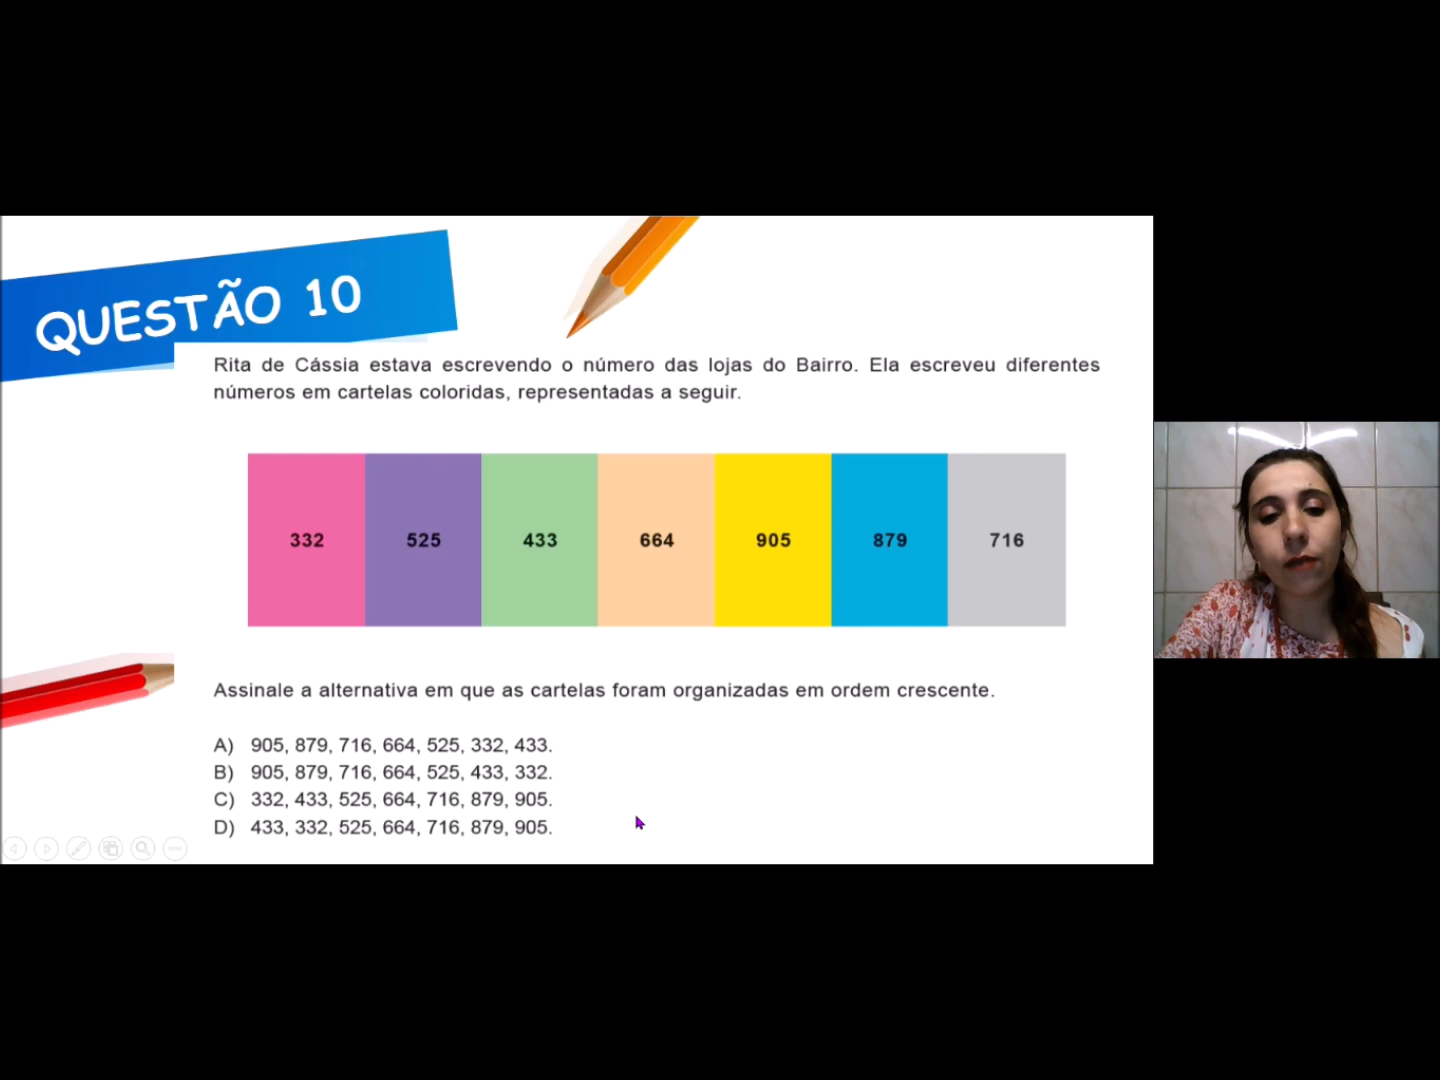 QUESTÃO 10
Rita de Cássia estava escrevendo o número das lojas do Bairro. Ela escreveu diferentes
números em cartelas coloridas, representadas a seguir.
332 525 433 664 905 879 716
Assinale a alternativa em que as cartelas foram organizadas em ordem crescente.
A) 905, 879, 716, 664, 525, 332, 433.
B) 905, 879, 716, 664, 525, 433, 332.
C) 332, 433, 525, 664, 716, 879, 905.
D) 433, 332, 525, 664, 716, 879, 905.